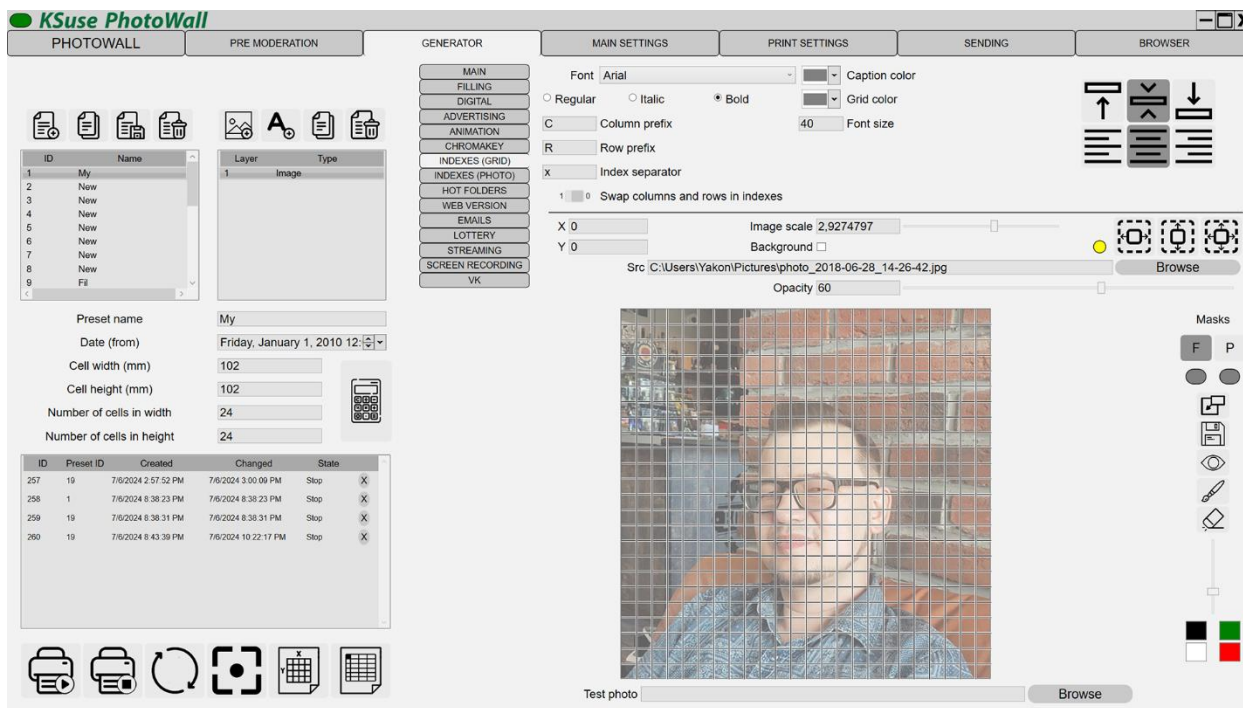 KSuse PhotoWall
PHOTOWALL PRE MODERATION GENERATOR MAIN SETTINGS PRINT SETTINGS SENDING BROWSER
MAIN
FILLING
DIGITAL
ADVERTISING
ANIMATION
CHROMAKEY
INDEXES (GRID)
INDEXES (PHOTO)
HOT FOLDERS
WEB VERSION
EMAILS
LOTTERY
STREAMING
SCREEN RECORDING
VK
Font Arial Caption color
Regular Italic Bold Grid color
C Column prefix 40 Font size
R Row prefix
x Index separator
1 0 Swap columns and rows in indexes
ID Name
1 My
2 New
3 New
4 New
5 New
6 New
7 New
8 New
9 Fil
Layer Type
1 Image
X 0 Image scale 2,9274797
Y 0 Background
Src C:\Users\Yakon\Pictures\photo_2018-06-28_14-26-42.jpg Browse
Opacity 60
Preset name My
Date (from) Friday, January 1, 2010 12:
Cell width (mm) 102
Cell height (mm) 102
Number of cells in width 24
Number of cells in height 24
ID Preset ID Created Changed State
257 19 7/6/2024 2:57:52 PM 7/6/2024 3:00:09 PM Stop X
258 1 7/6/2024 8:38:23 PM 7/6/2024 8:38:23 PM Stop X
259 19 7/6/2024 8:38:31 PM 7/6/2024 8:38:31 PM Stop X
260 19 7/6/2024 8:43:39 PM 7/6/2024 10:22:17 PM Stop X
X
Y
Masks
F P
Test photo Browse